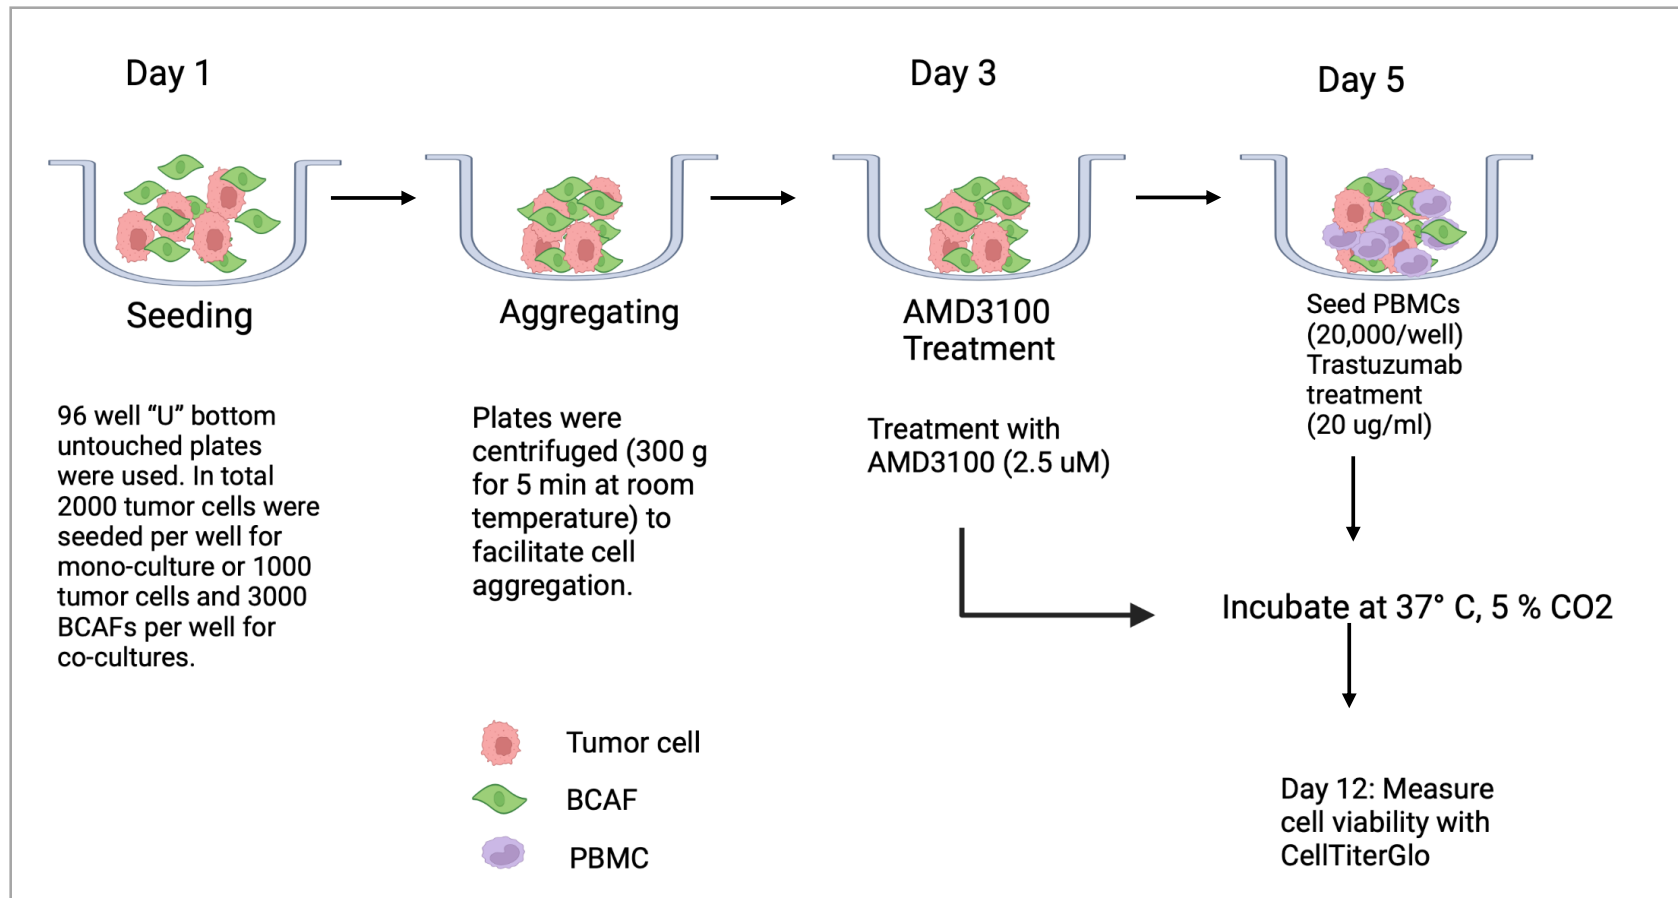 Day 1
Seeding
96 well “U” bottom
untouched plates
were used. In total
2000 tumor cells were
seeded per well for
mono-culture or 1000
tumor cells and 3000
BCAFs per well for
co-cultures.
Aggregating
Plates were
centrifuged (300 g
for 5 min at room
temperature) to
facilitate cell
aggregation.
Day 3
AMD3100
Treatment
Treatment with
AMD3100 (2.5 uM)
Day 5
Seed PBMCs
(20,000/well)
Trastuzumab
treatment
(20 ug/ml)
Incubate at 37° C, 5 % CO2
Day 12: Measure
cell viability with
CellTiterGlo
Tumor cell
BCAF
PBMC